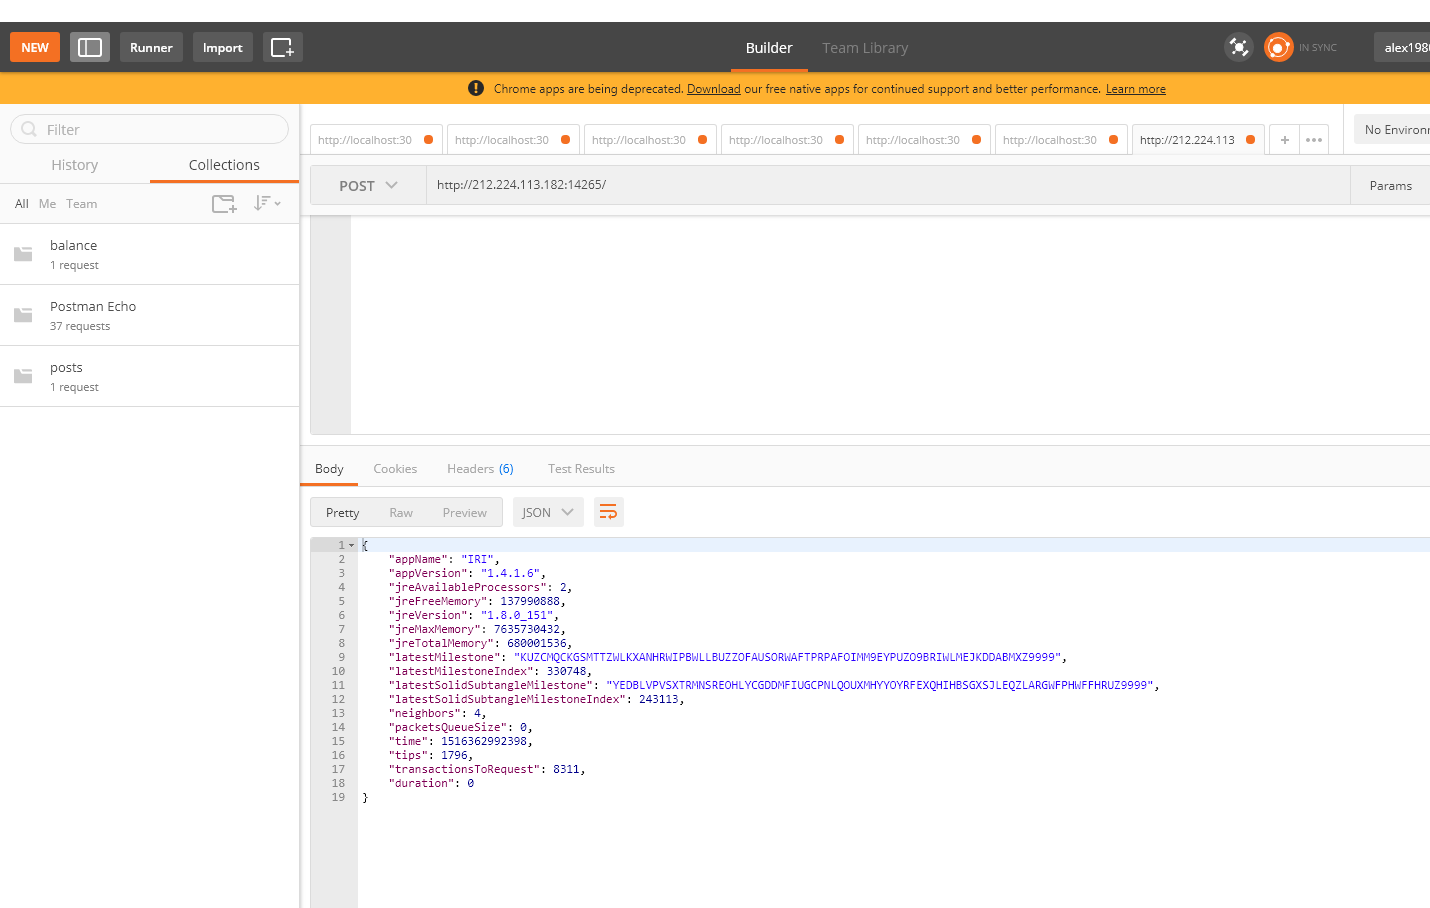 NEW Runner Import Builder Team Library IN SYNC
Chrome apps are being deprecated. Download our free native apps for continued support and better performance. Learn more
Filter
History Collections
All Me Team
balance
1 request
Postman Echo
37 requests
posts
1 request
http://localhost:30 http://localhost:30 http://localhost:30 http://localhost:30 http://localhost:30 http://localhost:30 http://212.224.113 + ••• No
POST http://212.224.113.182:14265/ Params
Body Cookies Headers (6) Test Results
Pretty Raw Preview JSON
1 {
2 "appName": "IRI",
3 "appVersion": "1.4.1.6",
4 "jreAvailableProcessors": 2,
5 "jreFreeMemory": 137990888,
6 "jreVersion": "1.8.0_151",
7 "jreMaxMemory": 7635730432,
8 "jreTotalMemory": 680001536,
9 "latestMilestone": "KUZCMQCKGSMTTZWLKXANHRWIPBWLLBUZZOFAUSORWAFTPRPAFOIMM9EYPUZO9BRIWLMEJKDDABMXZ9999",
10 "latestMilestoneIndex": 330748,
11 "latestSolidSubtangleMilestone": "YEDBLVPVSXTRMNSREOHLYCGDDMFIUGCPNLQOUXMHYYOYRFEXQHIHBSGXSJLEQZLARGWFPHWFFHRUZ9999",
12 "latestSolidSubtangleMilestoneIndex": 243113,
13 "neighbors": 4,
14 "packetsQueueSize": 0,
15 "time": 1516362992398,
16 "tips": 1796,
17 "transactionsToRequest": 8311,
18 "duration": 0
19 }